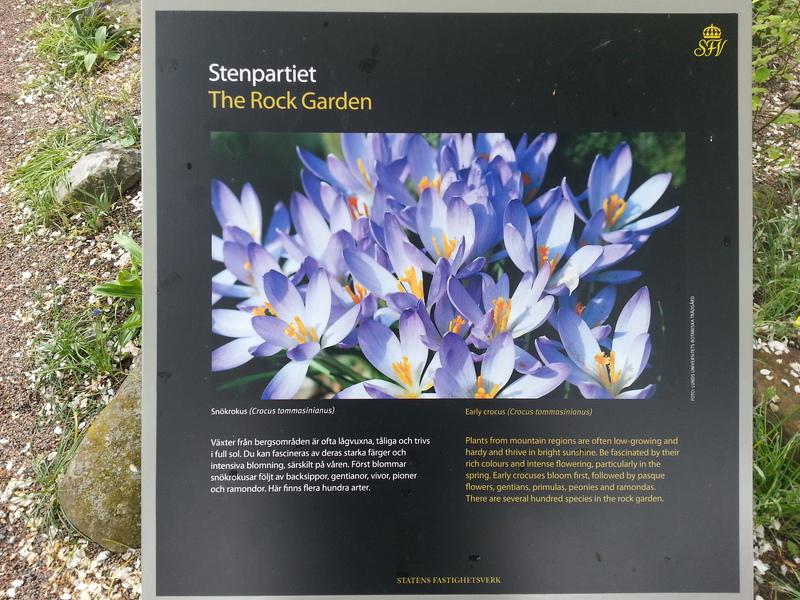 SFV
Stenpartiet
The Rock Garden
FOTO: LUNDS UNIVERSITETS BOTANISKA TRÄDGÅRD
Snökrokus (Crocus tommasinianus)
Växter från bergsområden är ofta lågvuxna, tåliga och trivs
i full sol. Du kan fascineras av deras starka färger och
intensiva blomning, särskilt på våren. Först blommar
snökrokusar följt av backsippor, gentianor, vivor, pioner
och ramondor. Här finns flera hundra arter.
Early crocus (Crocus tommasinianus)
Plants from mountain regions are often low-growing and
hardy and thrive in bright sunshine. Be fascinated by their
rich colours and intense flowering, particularly in the
spring. Early crocuses bloom first, followed by pasque
flowers, gentians, primulas, peonies and ramondas.
There are several hundred species in the rock garden.
STATENS FASTIGHETSVERK